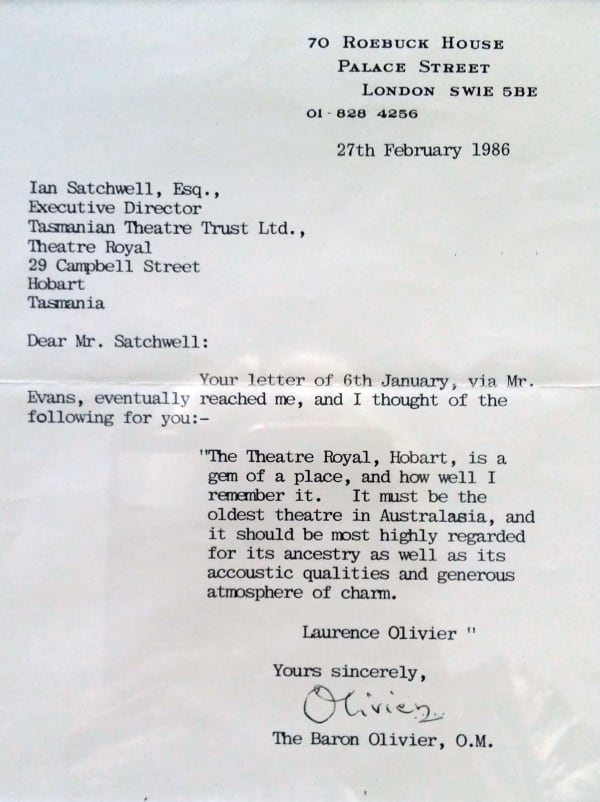 70 ROEBUCK HOUSE
PALACE STREET
LONDON SW1E 5BE
01-828 4256
27th February 1986
Ian Satchwell, Esq.,
Executive Director
Tasmanian Theatre Trust Ltd.,
Theatre Royal
29 Campbell Street
Hobart
Tasmania
Dear Mr. Satchwell:
Your letter of 6th January, via Mr.
Evans, eventually reached me, and I thought of the
following for you:-
"The Theatre Royal, Hobart, is a
gem of a place, and how well I
remember it. It must be the
oldest theatre in Australasia, and
it should be most highly regarded
for its ancestry as well as its
accoustic qualities and generous
atmosphere of charm.
Laurence Olivier "
Yours sincerely,
Olivier
The Baron Olivier, O.M.